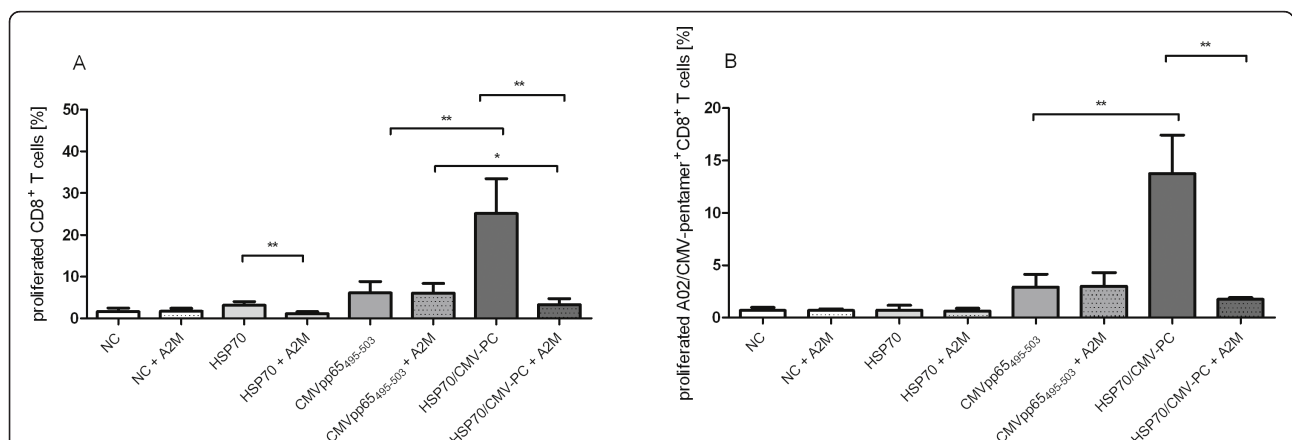 A
proliferated CD8⁺ T cells [%]
50
40
30
20
10
0
**
**
**
*
NC
NC + A2M
HSP70
HSP70 + A2M
CMVpp65₄₉₅₋₅₀₃
CMVpp65₄₉₅₋₅₀₃ + A2M
HSP70/CMV-PC
HSP70/CMV-PC + A2M
B
proliferated A02/CMV-pentamer⁺CD8⁺ T cells [%]
20
15
10
5
0
**
**
NC
NC + A2M
HSP70
HSP70 + A2M
CMVpp65₄₉₅₋₅₀₃
CMVpp65₄₉₅₋₅₀₃ + A2M
HSP70/CMV-PC
HSP70/CMV-PC + A2M